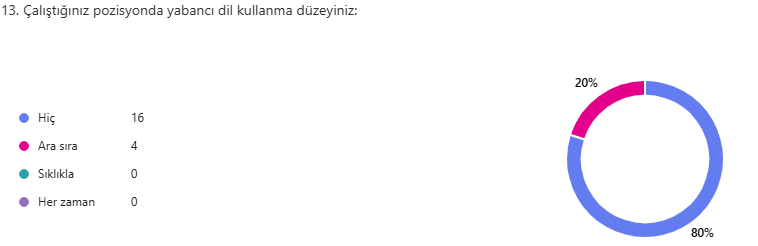 13. Çalıştığınız pozisyonda yabancı dil kullanma düzeyiniz:
20%
Hiç 16
Ara sıra 4
Sıklıkla 0
Her zaman 0
80%